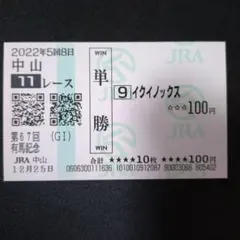 2022年5回8日
中山
11レース
第67回 (GI)
有馬記念
JRA 中山
12月25日
WIN
単勝
WIN
9 イクイノックス
☆☆☆100円
JRA
合計 ★★★★10枚 ★★★★100円